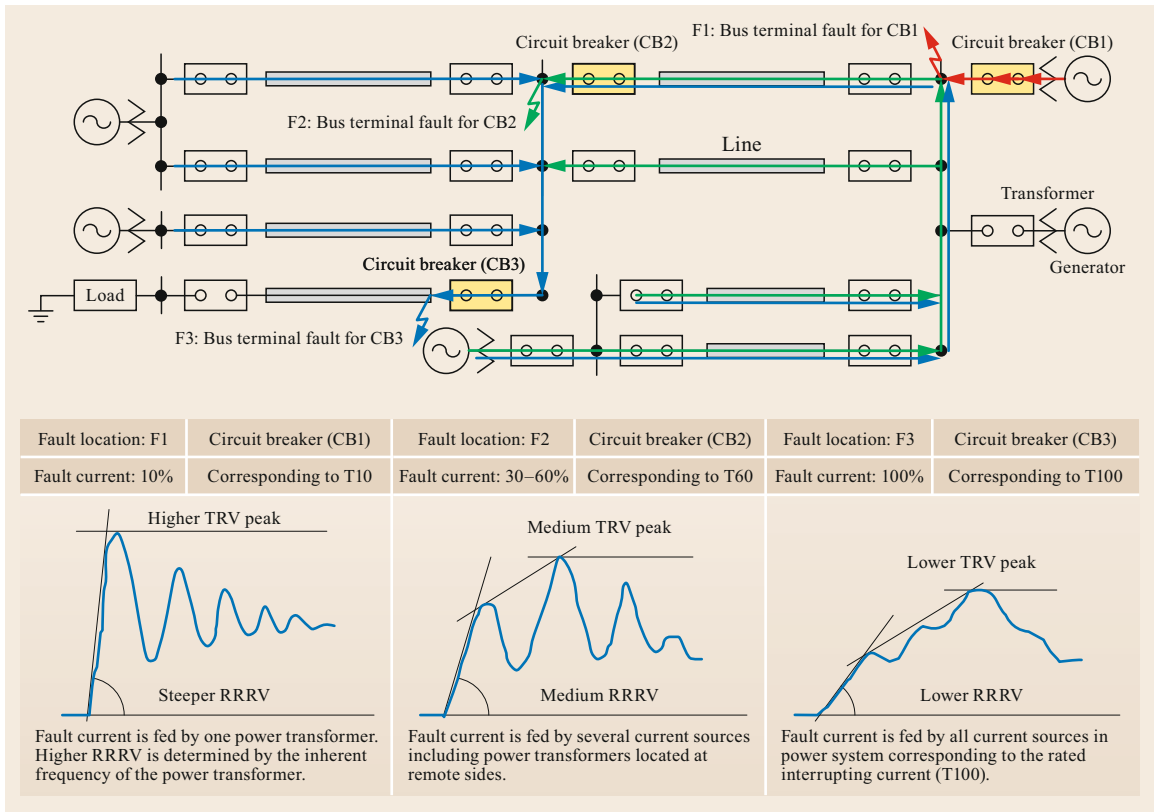 F1: Bus terminal fault for CB1
Circuit breaker (CB2)
Circuit breaker (CB1)
F2: Bus terminal fault for CB2
Line
Transformer
Generator
Circuit breaker (CB3)
Load
F3: Bus terminal fault for CB3
Fault location: F1
Circuit breaker (CB1)
Fault location: F2
Circuit breaker (CB2)
Fault location: F3
Circuit breaker (CB3)
Fault current: 10%
Corresponding to T10
Fault current: 30–60%
Corresponding to T60
Fault current: 100%
Corresponding to T100
Higher TRV peak
Steeper RRRV
Fault current is fed by one power transformer.
Higher RRRV is determined by the inherent
frequency of the power transformer.
Medium TRV peak
Medium RRRV
Fault current is fed by several current sources
including power transformers located at
remote sides.
Lower TRV peak
Lower RRRV
Fault current is fed by all current sources in
power system corresponding to the rated
interrupting current (T100).